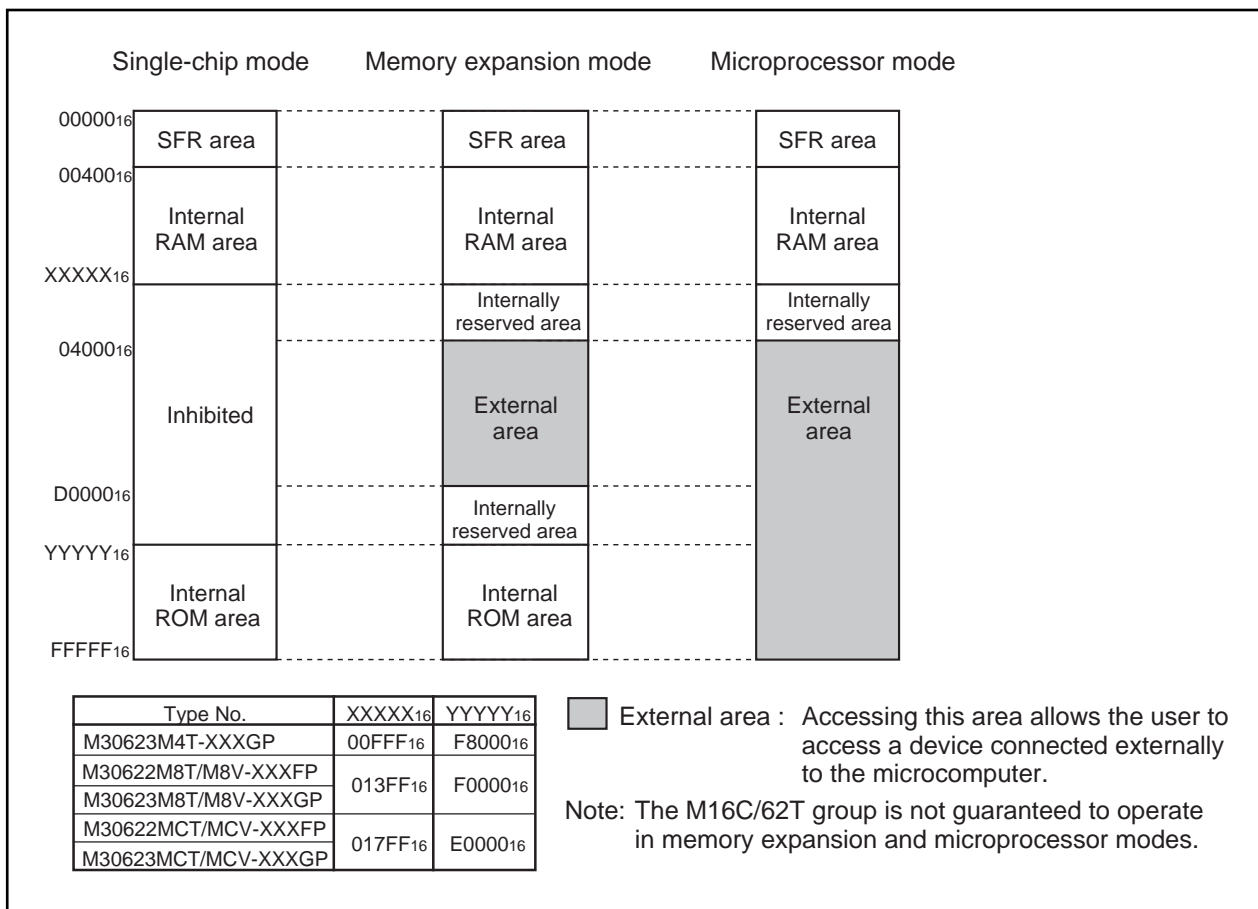 Single-chip mode Memory expansion mode Microprocessor mode
0000016
SFR area SFR area SFR area
0040016
Internal RAM area Internal RAM area Internal RAM area
XXXXX16
Internally reserved area Internally reserved area
0400016
Inhibited External area External area
D000016
Internally reserved area
YYYYY16
Internal ROM area Internal ROM area
FFFFF16
Type No. XXXXX16 YYYYY16
M30623M4T-XXXGP 00FFF16 F800016
M30622M8T/M8V-XXXFP 013FF16 F000016
M30623M8T/M8V-XXXGP
M30622MCT/MCV-XXXFP 017FF16 E000016
M30623MCT/MCV-XXXGP
External area : Accessing this area allows the user to
access a device connected externally
to the microcomputer.
Note: The M16C/62T group is not guaranteed to operate
in memory expansion and microprocessor modes.